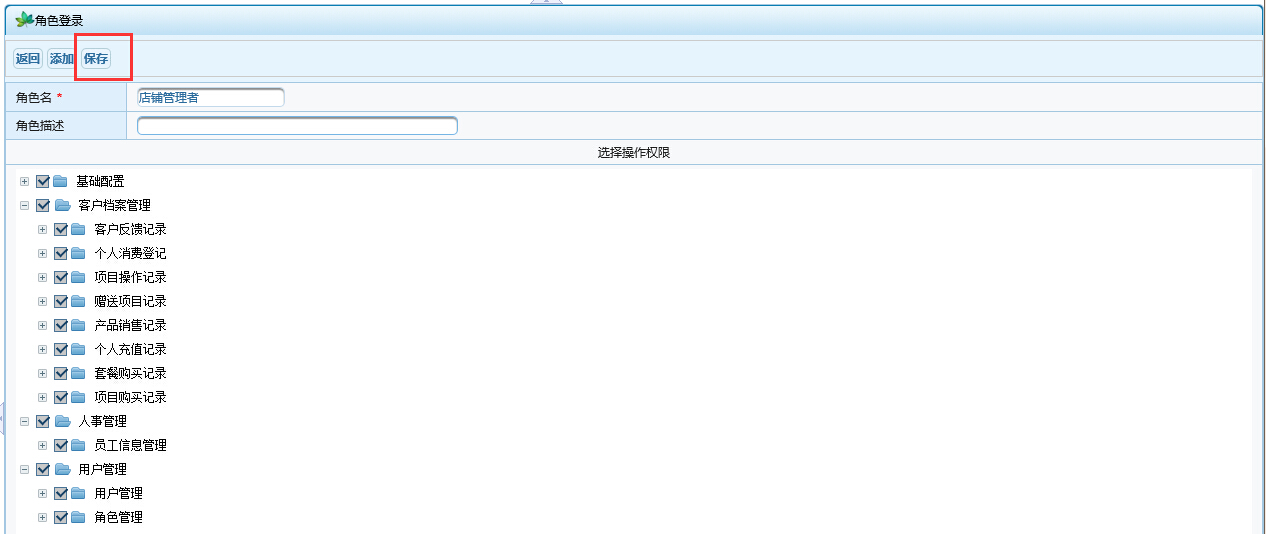 角色登录
返回 添加 保存
角色名 * 店铺管理者
角色描述
选择操作权限
基础配置
客户档案管理
客户反馈记录
个人消费登记
项目操作记录
赠送项目记录
产品销售记录
个人充值记录
套餐购买记录
项目购买记录
人事管理
员工信息管理
用户管理
用户管理
角色管理